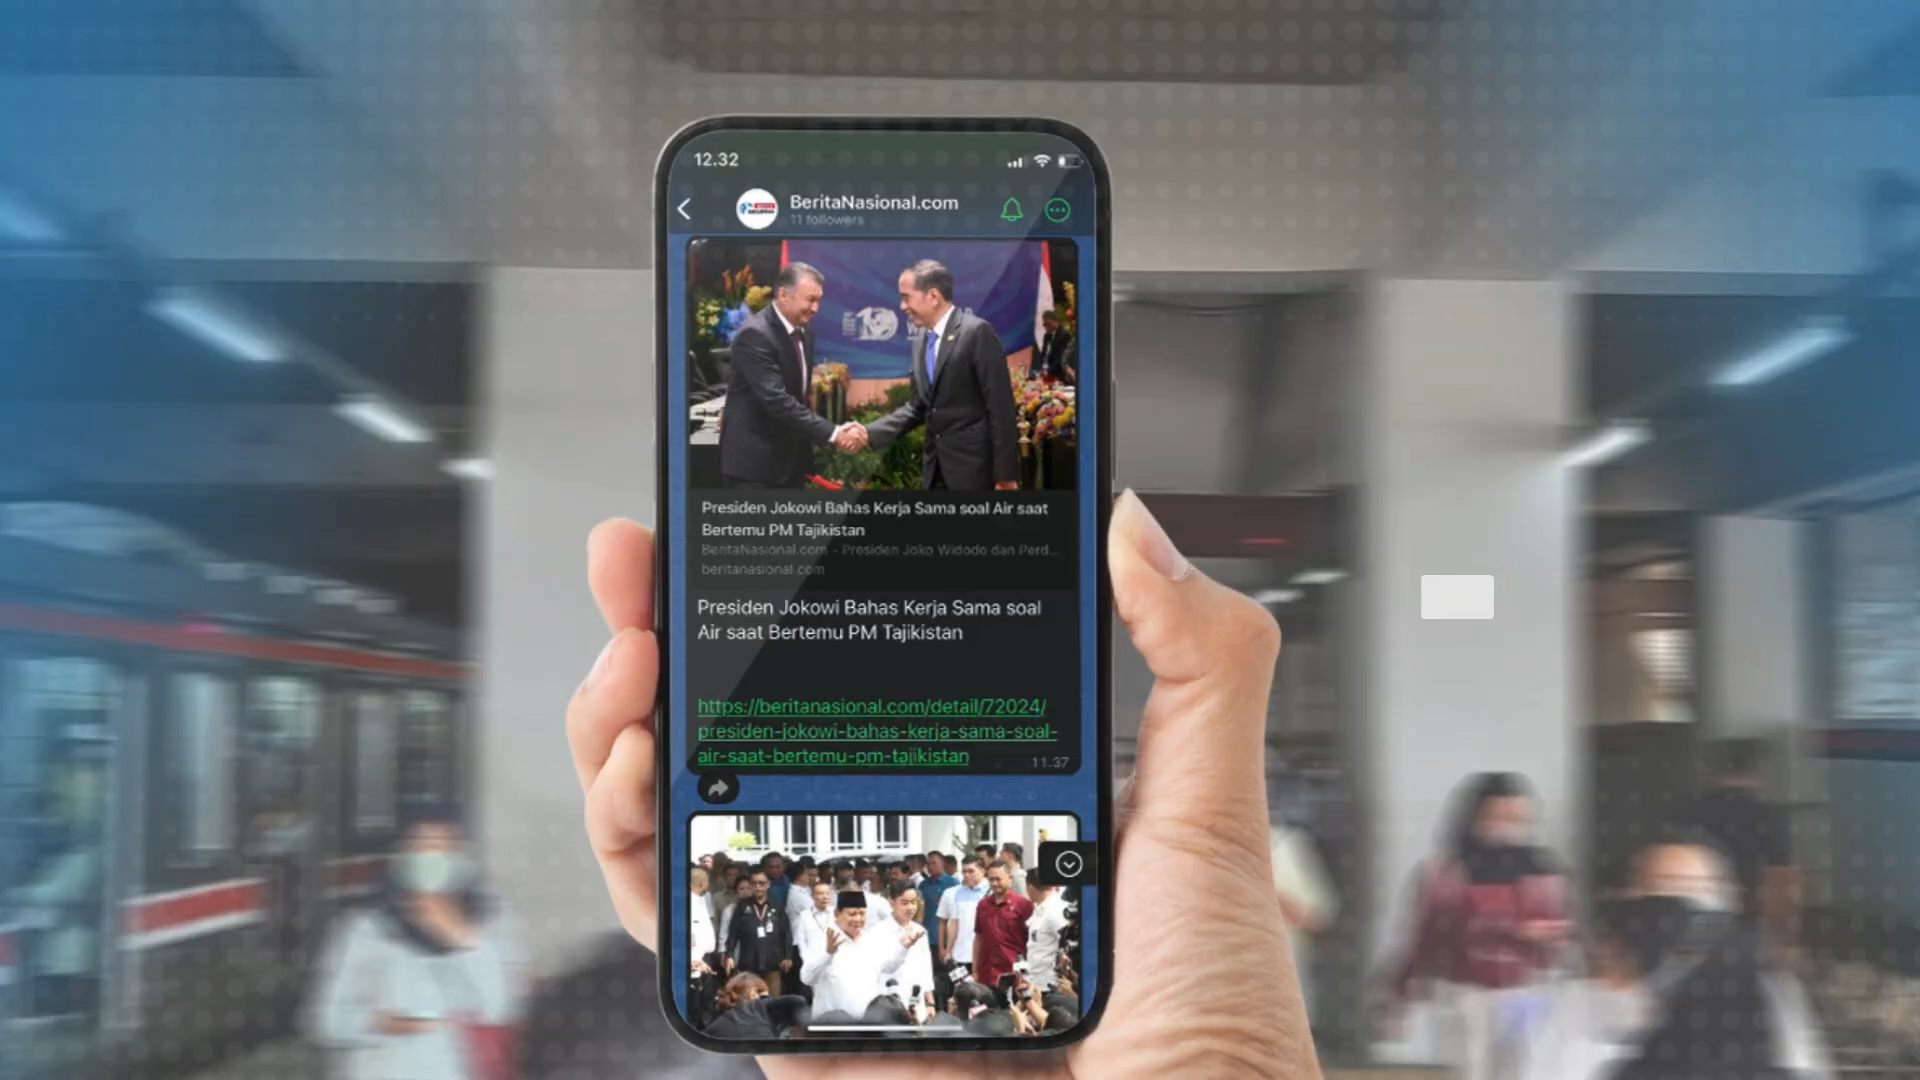 12.32
BeritaNasional.com
11 followers
10
Presiden Jokowi Bahas Kerja Sama soal Air saat
Bertemu PM Tajikistan
BeritaNasional.com - Presiden Joko Widodo dan Perd...
beritanasional.com
Presiden Jokowi Bahas Kerja Sama soal
Air saat Bertemu PM Tajikistan
https://beritanasional.com/detail/72024/
presiden-jokowi-bahas-kerja-sama-soal-
air-saat-bertemu-pm-tajikistan
11.37